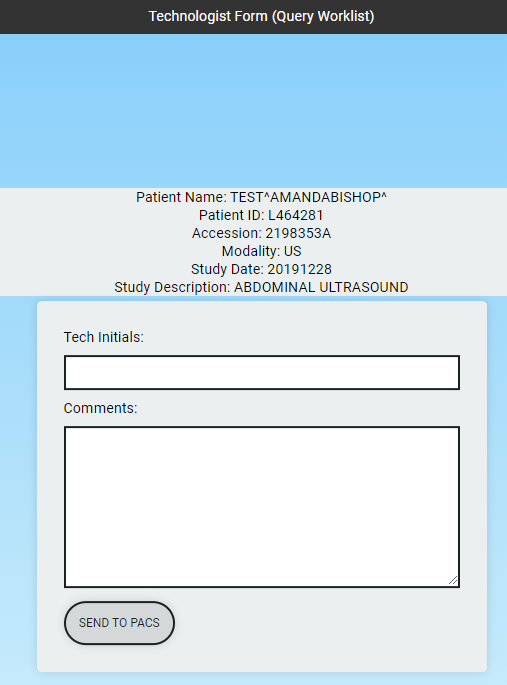 Technologist Form (Query Worklist)
Patient Name: TEST^AMANDABISHOP^
Patient ID: L464281
Accession: 2198353A
Modality: US
Study Date: 20191228
Study Description: ABDOMINAL ULTRASOUND
Tech Initials:
Comments:
SEND TO PACS